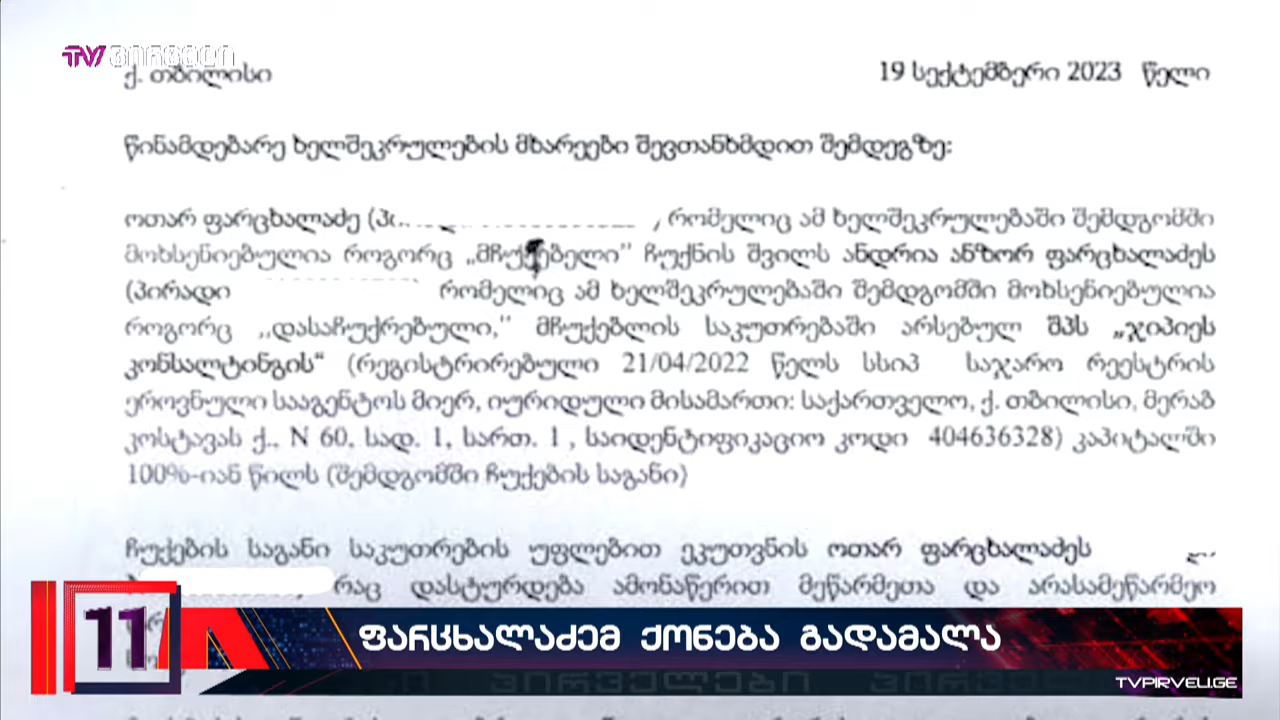 TV პირველი
ქ. თბილისი 19 სექტემბერი 2023 წელი
წინამდებარე ხელშეკრულების მხარეები შევთანხმდით შემდეგზე:
ოთარ ფარცხალაძე (პი , რომელიც ამ ხელშეკრულებაში შემდგომში
მოხსენიებულია როგორც „მჩუქებელი" ჩუქნის შვილს ანდრია ანზორ ფარცხალაძეს
(პირადი რომელიც ამ ხელშეკრულებაში შემდგომში მოხსენიებულია
როგორც ,,დასაჩუქრებული," მჩუქებლის საკუთრებაში არსებულ შპს „ჯიპიეს
კონსალტინგის“ (რეგისტრირებული 21/04/2022 წელს სსიპ საჯარო რეესტრის
ეროვნული სააგენტოს მიერ, იურიდული მისამართი: საქართველო, ქ. თბილისი, მერაბ
კოსტავას ქ., N 60, სად. 1, სართ. 1 , საიდენტიფიკაციო კოდი 404636328) კაპიტალში
100%-იან წილს (შემდგომში ჩუქების საგანი)
ჩუქების საგანი საკუთრების უფლებით ეკუთვნის ოთარ ფარცხალაძეს
რაც დასტურდება ამონაწერით მეწარმეთა და არასამეწარმეო
11
ფარცხალაძემ ქონება გადამალა
TVPIRVELI.GE